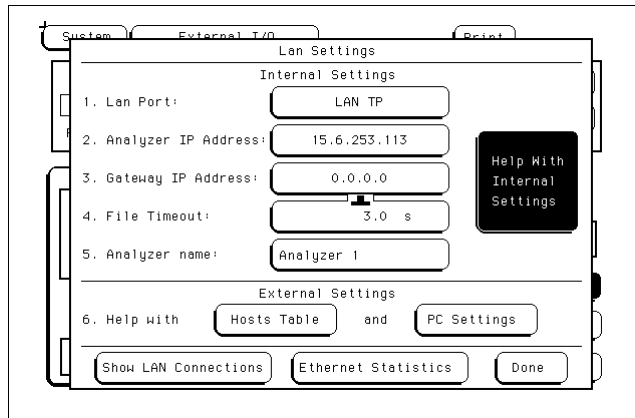 System External I/O Print
Lan Settings
Internal Settings
1. Lan Port: LAN TP
2. Analyzer IP Address: 15.6.253.113
3. Gateway IP Address: 0.0.0.0
4. File Timeout: 3.0 s
5. Analyzer name: Analyzer 1
Help With
Internal
Settings
External Settings
6. Help with Hosts Table and PC Settings
Show LAN Connections Ethernet Statistics Done